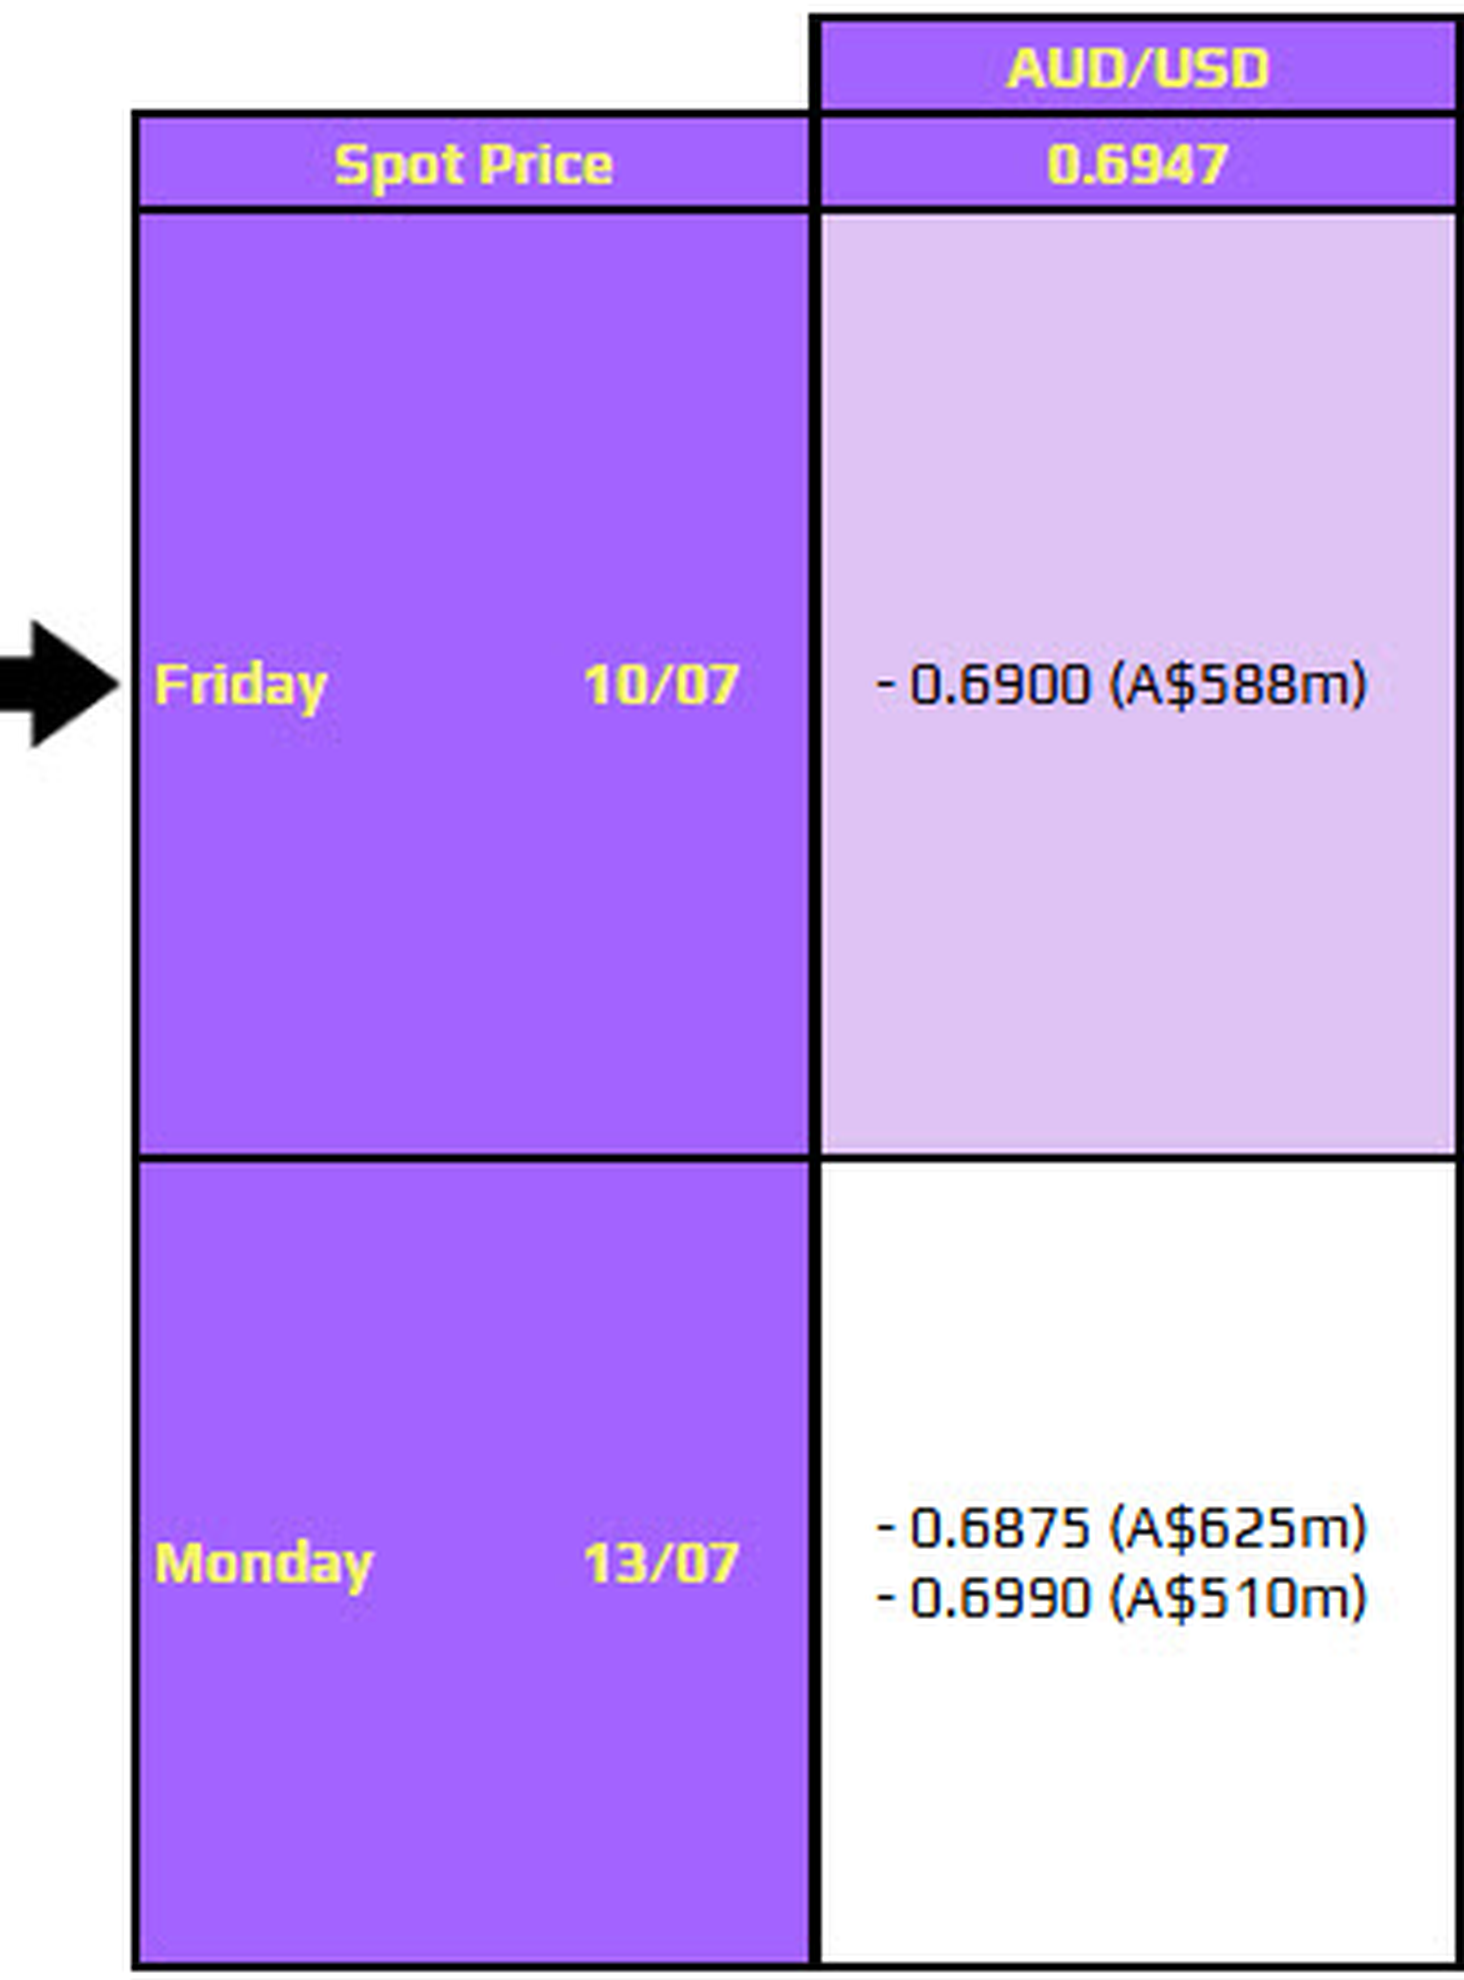 AUD/USD
Spot Price 0.6947
Friday 10/07 - 0.6900 (A$588m)
Monday 13/07
- 0.6875 (A$625m)
- 0.6990 (A$510m)